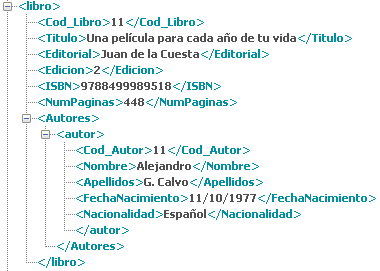 <libro>
<Cod_Libro>11</Cod_Libro>
<Titulo>Una película para cada año de tu vida</Titulo>
<Editorial>Juan de la Cuesta</Editorial>
<Edicion>2</Edicion>
<ISBN>9788499989518</ISBN>
<NumPaginas>448</NumPaginas>
<Autores>
<autor>
<Cod_Autor>11</Cod_Autor>
<Nombre>Alejandro</Nombre>
<Apellidos>G. Calvo</Apellidos>
<FechaNacimiento>11/10/1977</FechaNacimiento>
<Nacionalidad>Español</Nacionalidad>
</autor>
</Autores>
</libro>